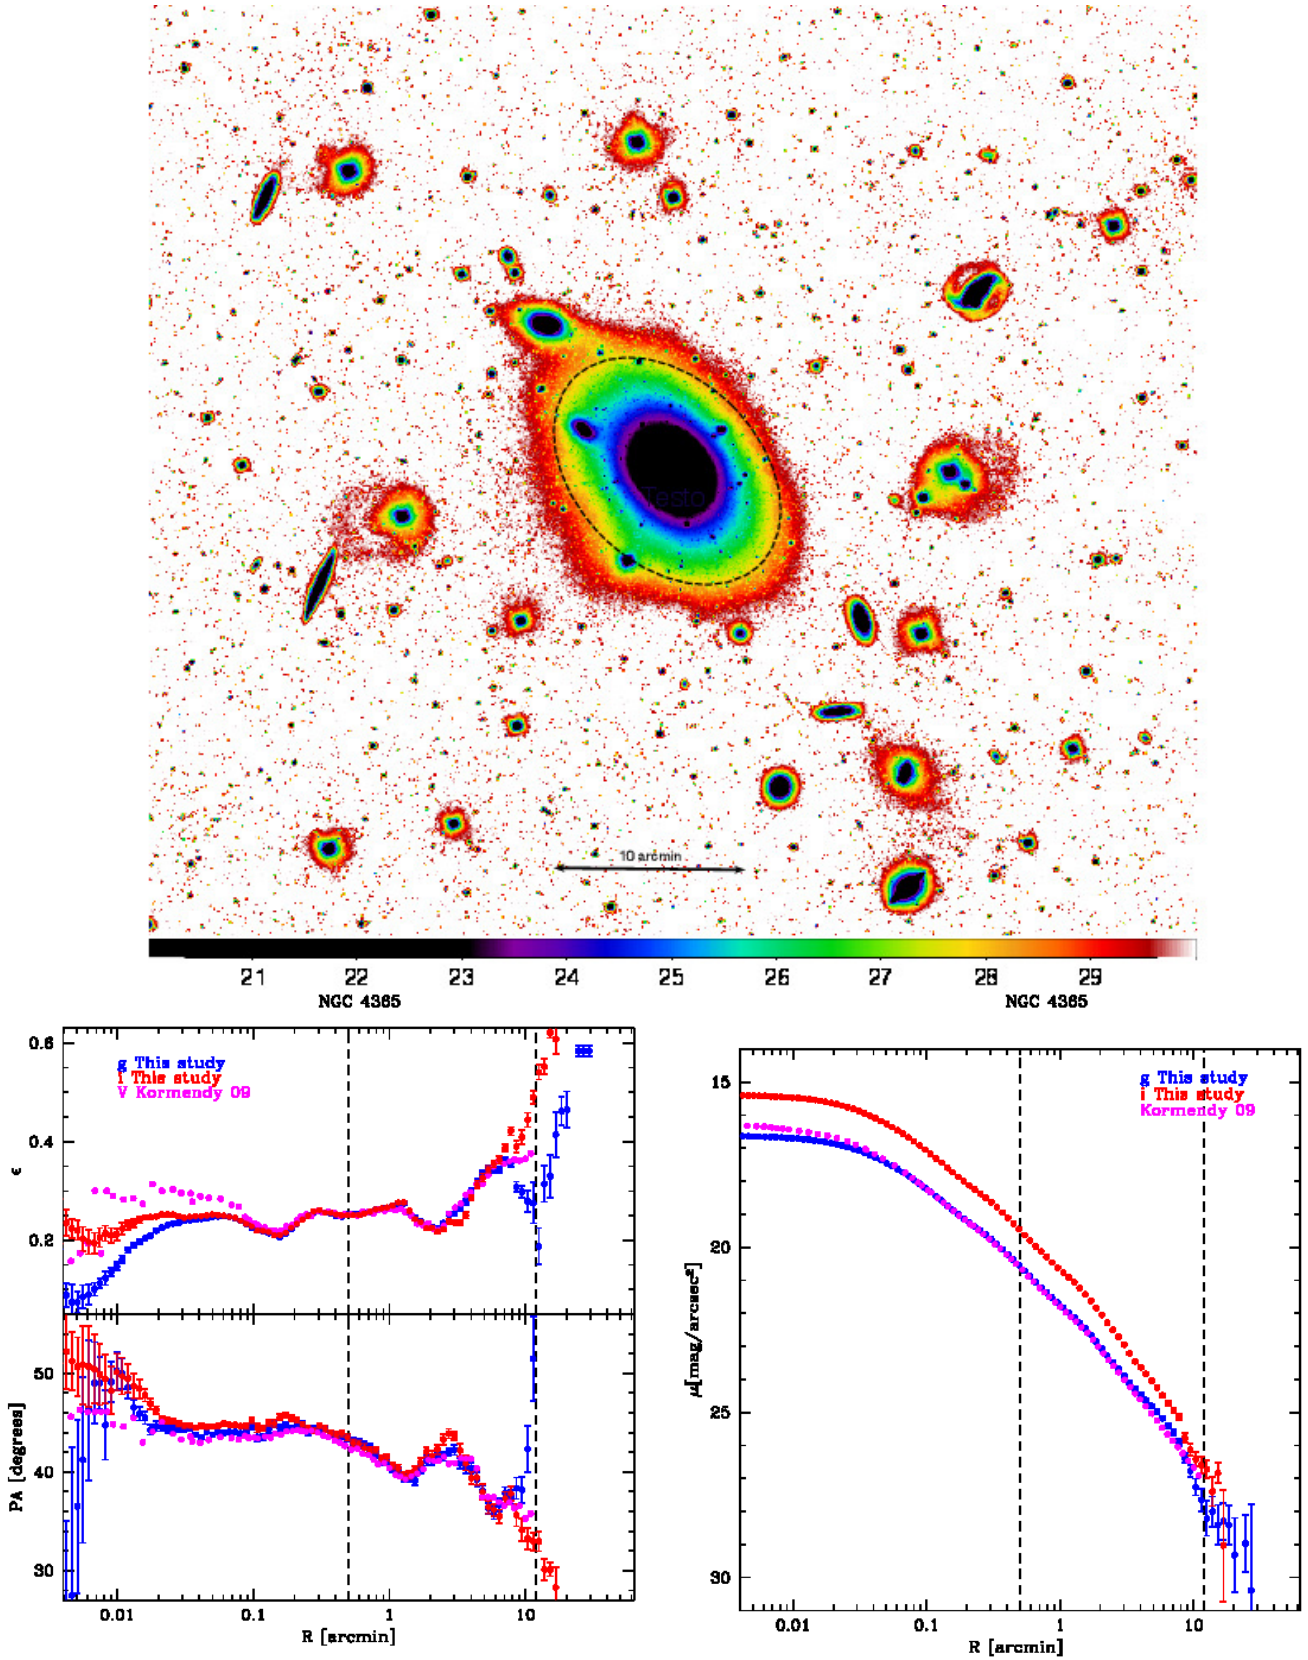 Testo
10 arcmin
21 22 23 24 25 26 27 28 29
NGC 4365 NGC 4365
0.6
0.4
0.2
ϵ
g This study
i This study
V Kormendy 09
50
40
30
PA [degrees]
0.01 0.1 1 10
R [arcmin]
15
20
25
30
μ[mag/arcsec²]
g This study
i This study
Kormendy 09
0.01 0.1 1 10
R [arcmin]